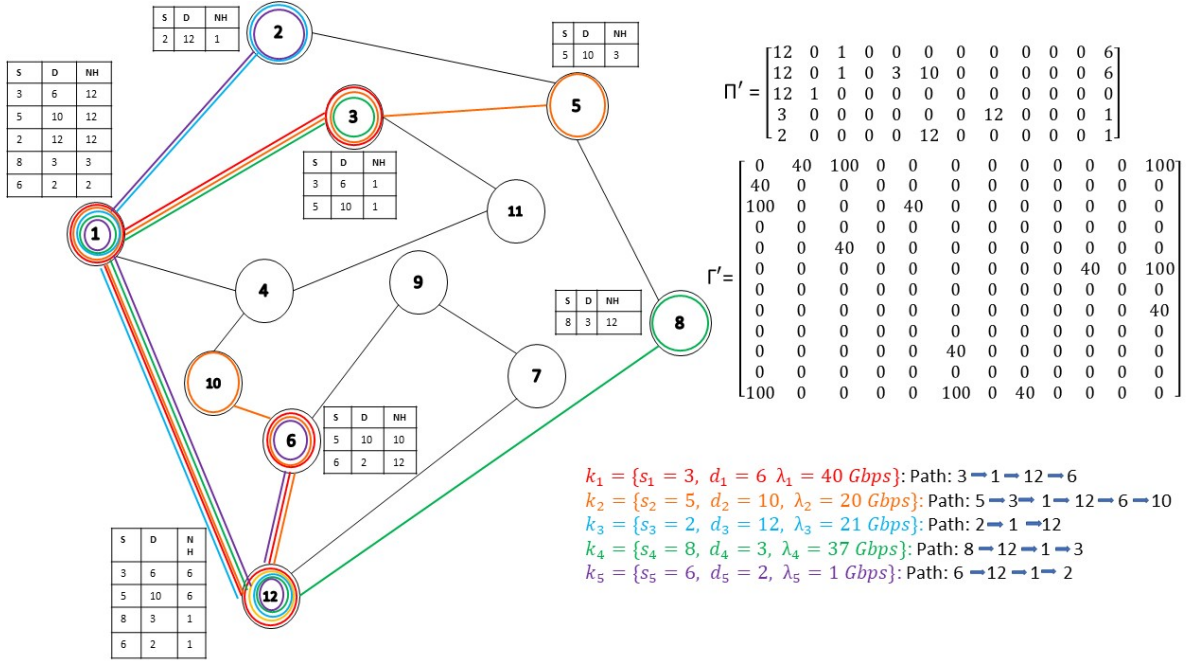 S D NH
2 12 1
2
S D NH
5 10 3
5
S D NH
3 6 12
5 10 12
2 12 12
8 3 3
6 2 2
3
S D NH
3 6 1
5 10 1
1
11
4
9
S D NH
8 3 12
8
10
7
6
S D NH
5 10 10
6 2 12
S D NH
3 6 6
5 10 6
8 3 1
6 2 1
12
Π′ =
12 0 1 0 0 0 0 0 0 0 0 6
12 0 1 0 3 10 0 0 0 0 0 6
12 1 0 0 0 0 0 0 0 0 0 0
3 0 0 0 0 0 0 12 0 0 0 1
2 0 0 0 0 12 0 0 0 0 0 1
Γ′=
0 40 100 0 0 0 0 0 0 0 0 100
40 0 0 0 0 0 0 0 0 0 0 0
100 0 0 0 40 0 0 0 0 0 0 0
0 0 0 0 0 0 0 0 0 0 0 0
0 0 40 0 0 0 0 0 0 0 0 0
0 0 0 0 0 0 0 0 0 40 0 100
0 0 0 0 0 0 0 0 0 0 0 0
0 0 0 0 0 0 0 0 0 0 0 40
0 0 0 0 0 0 0 0 0 0 0 0
0 0 0 0 0 40 0 0 0 0 0 0
0 0 0 0 0 0 0 0 0 0 0 0
100 0 0 0 0 100 0 40 0 0 0 0
k₁ = {s₁ = 3, d₁ = 6 λ₁ = 40 Gbps}: Path: 3 ➡ 1 ➡ 12 ➡ 6
k₂ = {s₂ = 5, d₂ = 10, λ₂ = 20 Gbps}: Path: 5 ➡ 3 ➡ 1 ➡ 12 ➡ 6 ➡ 10
k₃ = {s₃ = 2, d₃ = 12, λ₃ = 21 Gbps}: Path: 2 ➡ 1 ➡ 12
k₄ = {s₄ = 8, d₄ = 3, λ₄ = 37 Gbps}: Path: 8 ➡ 12 ➡ 1 ➡ 3
k₅ = {s₅ = 6, d₅ = 2, λ₅ = 1 Gbps}: Path: 6 ➡ 12 ➡ 1 ➡ 2